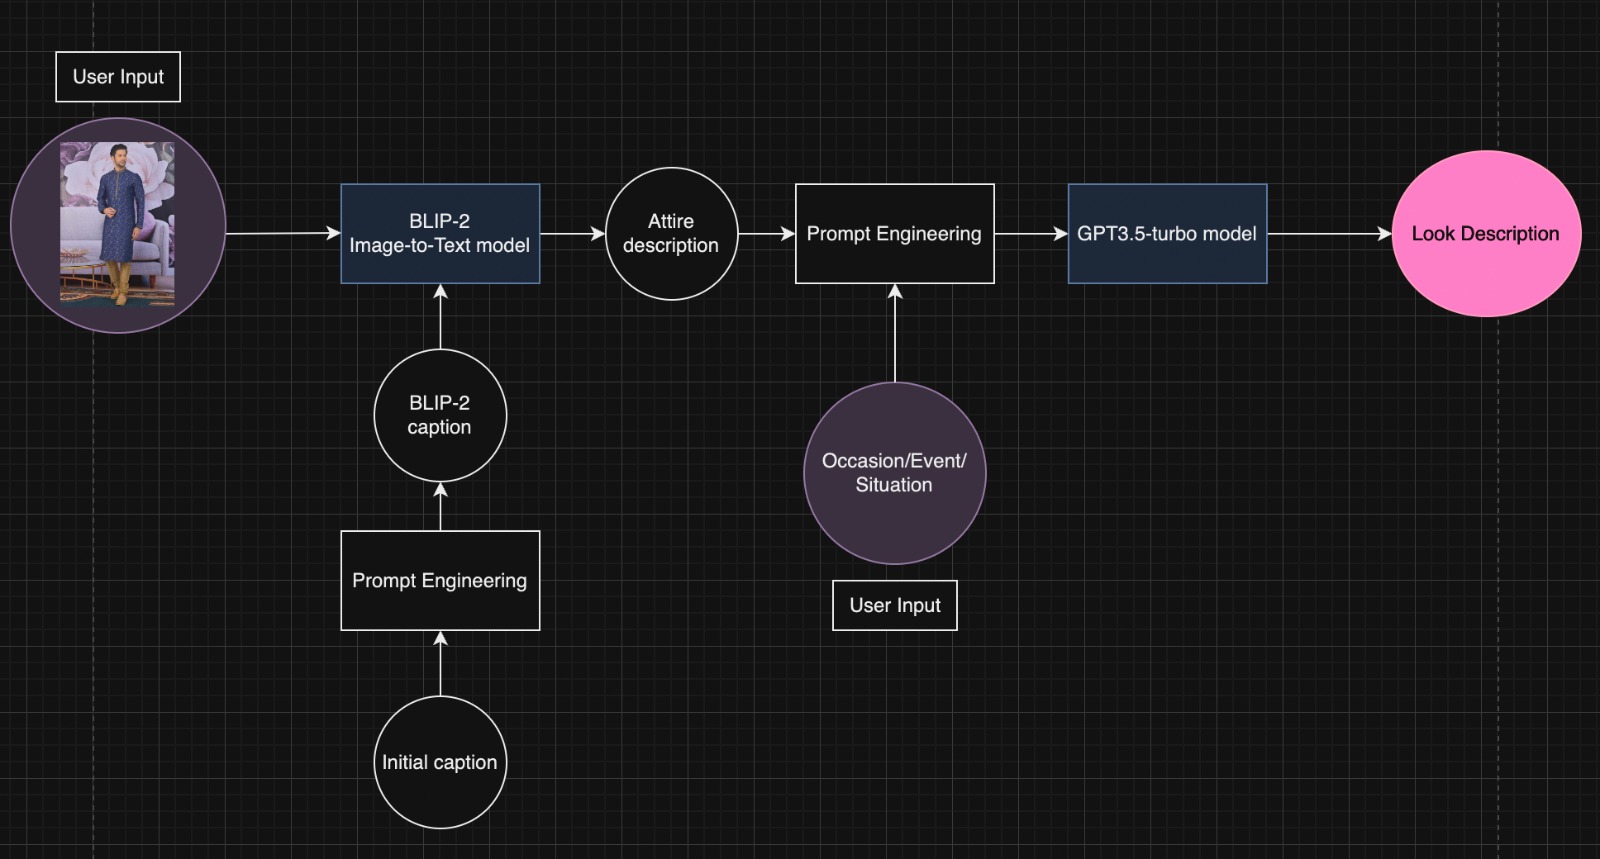 User Input
BLIP-2
Image-to-Text model
Attire
description
Prompt Engineering
GPT3.5-turbo model
Look Description
BLIP-2
caption
Occasion/Event/
Situation
Prompt Engineering
User Input
Initial caption